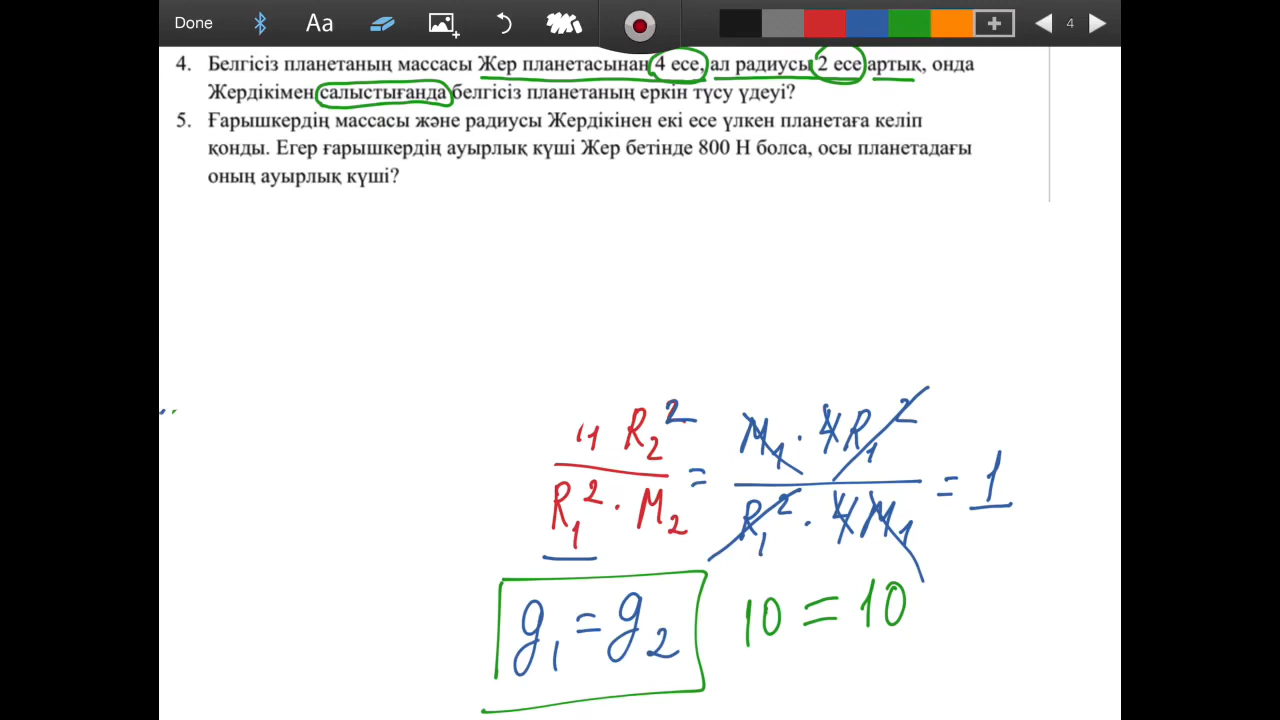 Done Aa 4
4. Белгісіз планетаның массасы Жер планетасынан 4 есе, ал радиусы 2 есе артық, онда
Жердікімен салыстығанда белгісіз планетаның еркін түсу үдеуі?
5. Ғарышкердің массасы және радиусы Жердікінен екі есе үлкен планетаға келіп
қонды. Егер ғарышкердің ауырлық күші Жер бетінде 800 Н болса, осы планетадағы
оның ауырлық күші?
R₂² / R₁² · M₂ = M₁ · 4R₁² / R₁² · 4M₁ = 1
g₁ = g₂ 10 = 10